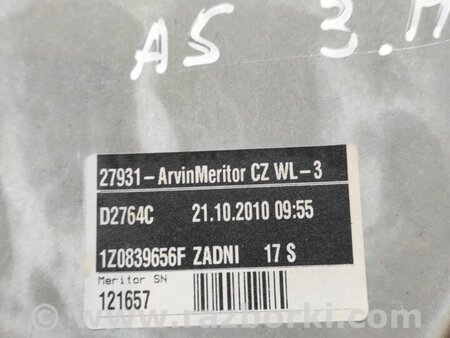 A5 3.П
27931-ArvinMeritor CZ WL-3
D2764C 21.10.2010 09:55
1Z0839656F ZADNI 17 S
Meritor SN
121657
www.razborki.com